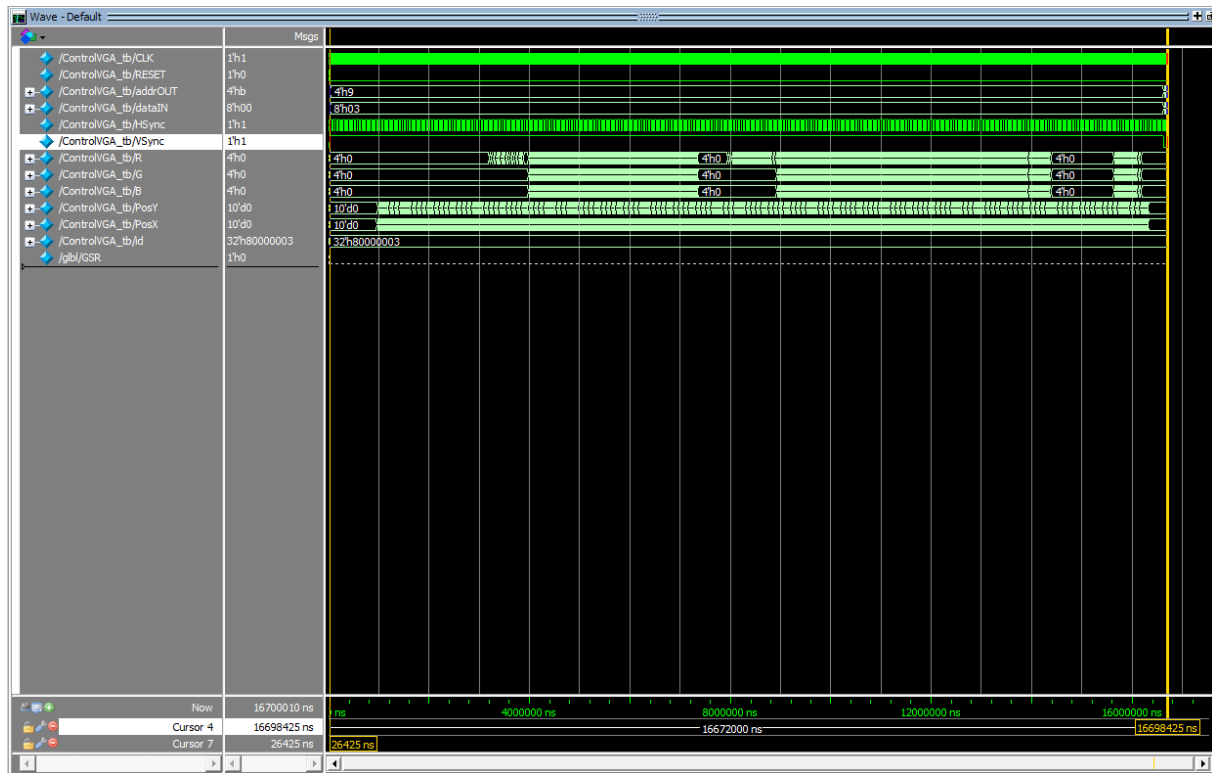 Wave - Default
Msgs
/ControlVGA_tb/CLK 1'h1
/ControlVGA_tb/RESET 1'h0
/ControlVGA_tb/addrOUT 4'hb 4'h9
/ControlVGA_tb/dataIN 8'h00 8'h03
/ControlVGA_tb/HSync 1'h1
/ControlVGA_tb/VSync 1'h1
/ControlVGA_tb/R 4'h0 4'h0 4'h0 4'h0
/ControlVGA_tb/G 4'h0 4'h0 4'h0 4'h0
/ControlVGA_tb/B 4'h0 4'h0 4'h0 4'h0
/ControlVGA_tb/PosY 10'd0 10'd0
/ControlVGA_tb/PosX 10'd0 10'd0
/ControlVGA_tb/id 32'h80000003 32'h80000003
/glbl/GSR 1'h0
Now 16700010 ns ns 4000000 ns 8000000 ns 12000000 ns 16000000 ns
Cursor 4 16698425 ns 16672000 ns 16698425 ns
Cursor 7 26425 ns 26425 ns